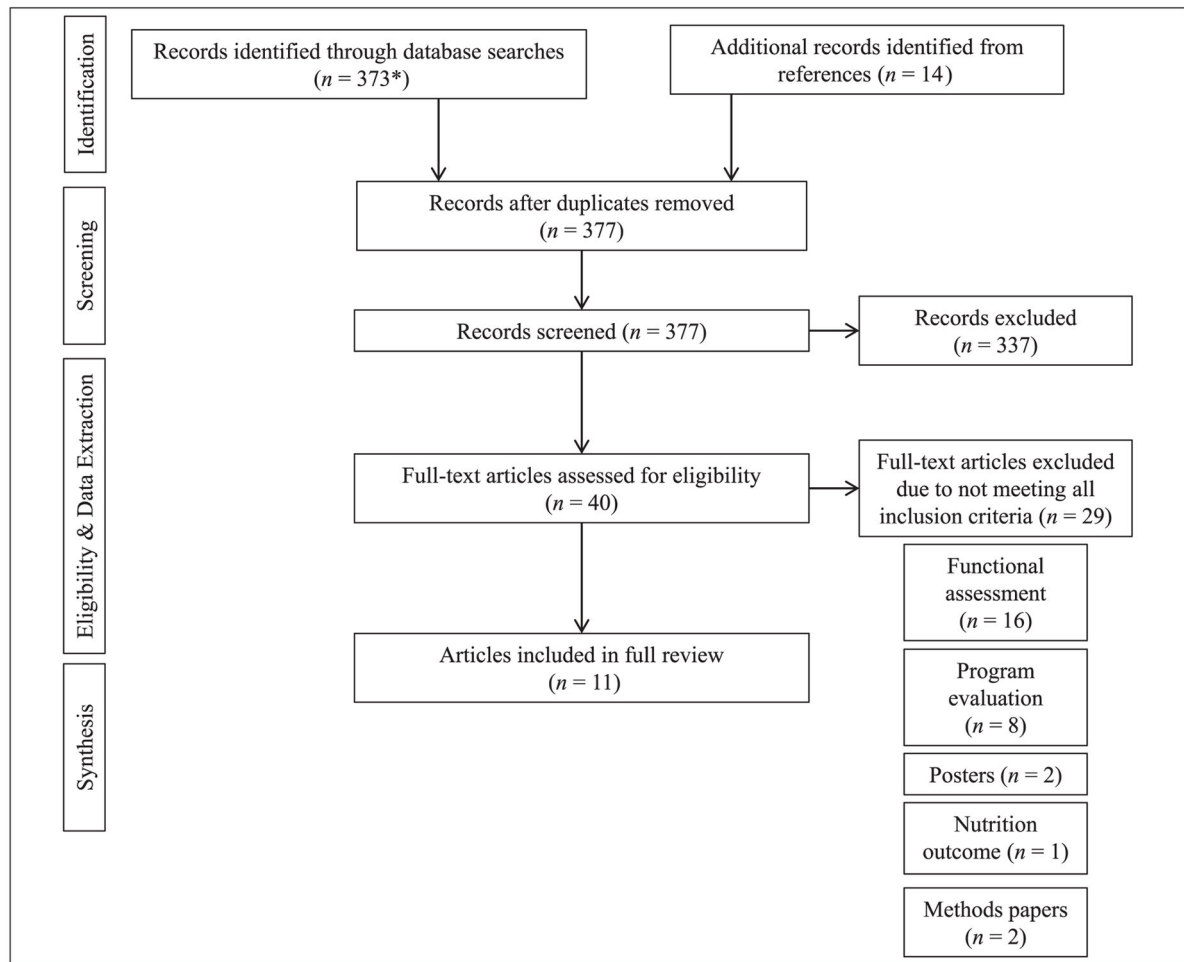 Identification
Records identified through database searches
(n = 373*)
Additional records identified from
references (n = 14)
Screening
Records after duplicates removed
(n = 377)
Records screened (n = 377)
Records excluded
(n = 337)
Eligibility & Data Extraction
Full-text articles assessed for eligibility
(n = 40)
Full-text articles excluded
due to not meeting all
inclusion criteria (n = 29)
Functional
assessment
(n = 16)
Program
evaluation
(n = 8)
Posters (n = 2)
Nutrition
outcome (n = 1)
Methods papers
(n = 2)
Synthesis
Articles included in full review
(n = 11)